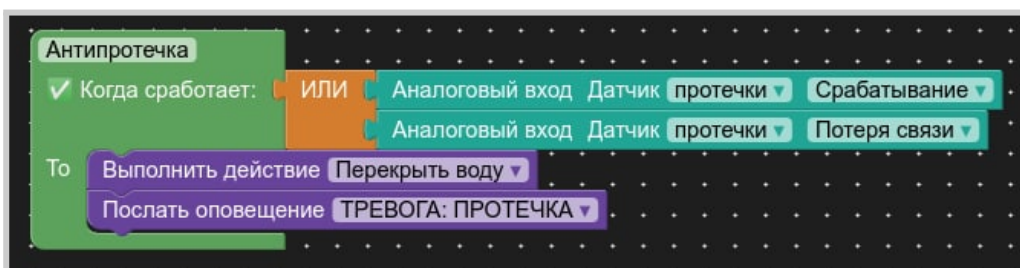 Антипротечка
Когда сработает: ИЛИ Аналоговый вход Датчик протечки Срабатывание
Аналоговый вход Датчик протечки Потеря связи
То Выполнить действие Перекрыть воду
Послать оповещение ТРЕВОГА: ПРОТЕЧКА